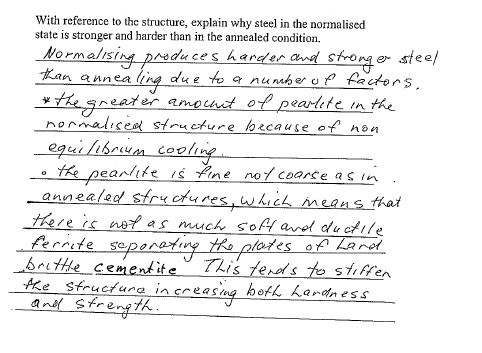 With reference to the structure, explain why steel in the normalised
state is stronger and harder than in the annealed condition.
Normalising produces harder and stronger steel
than annealing due to a number of factors.
* the greater amount of pearlite in the
normalised structure because of non
equilibrium cooling.
• the pearlite is fine not coarse as in
annealed structures, which means that
there is not as much soft and ductile
ferrite separating the plates of hard
brittle cementite This tends to stiffen
the structure increasing both hardness
and strength.